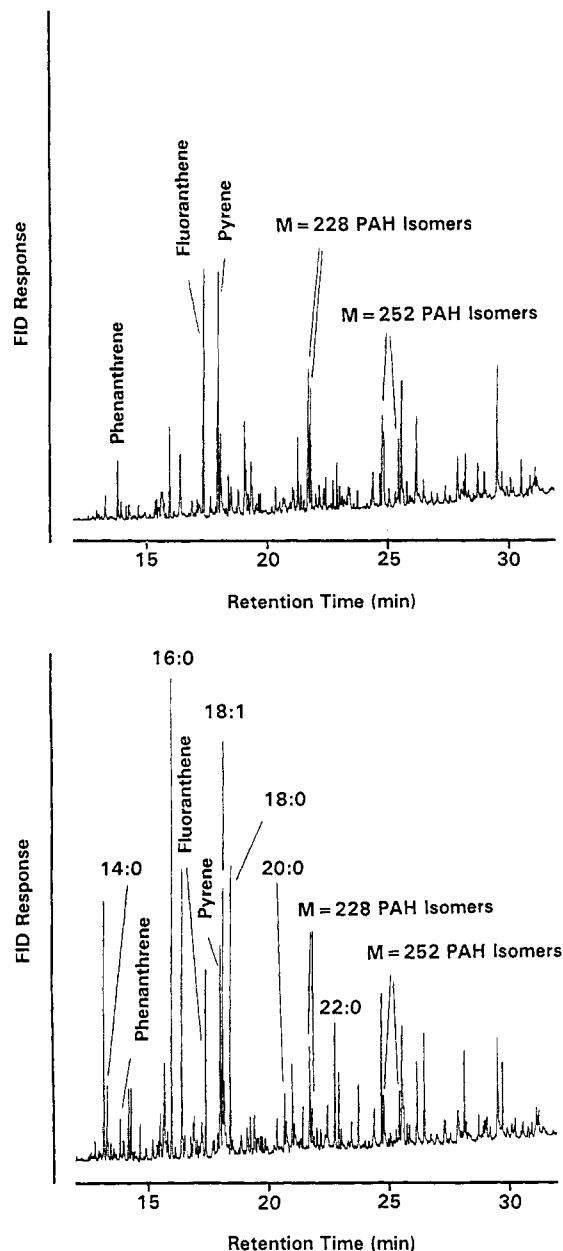 FID Response
Phenanthrene
Fluoranthene
Pyrene
M = 228 PAH Isomers
M = 252 PAH Isomers
15 20 25 30
Retention Time (min)
FID Response
16:0
18:1
18:0
14:0
Fluoranthene
Pyrene
20:0
Phenanthrene
M = 228 PAH Isomers
M = 252 PAH Isomers
22:0
15 20 25 30
Retention Time (min)